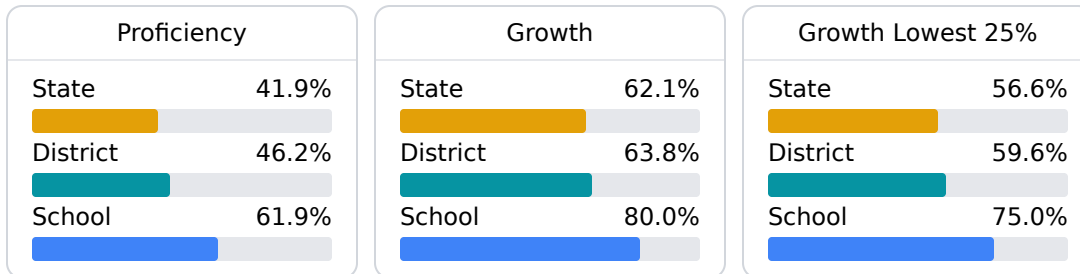 Proficiency
State 41.9%
District 46.2%
School 61.9%
Growth
State 62.1%
District 63.8%
School 80.0%
Growth Lowest 25%
State 56.6%
District 59.6%
School 75.0%